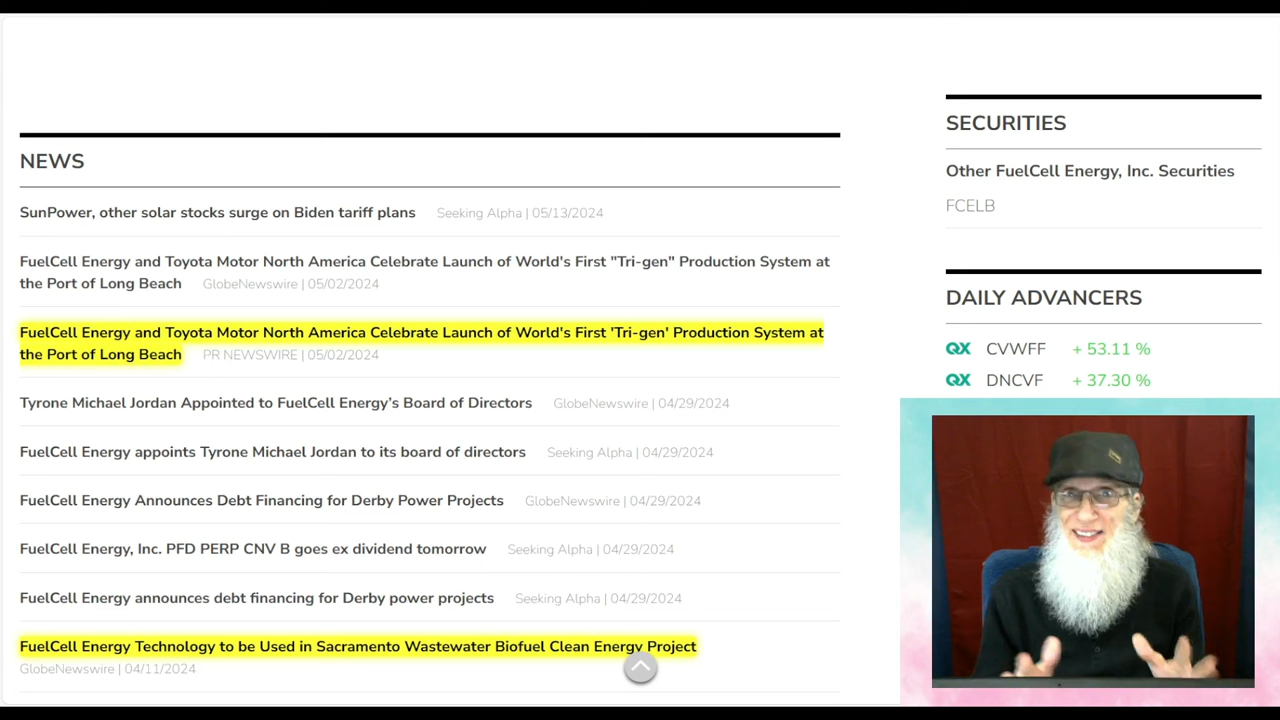 NEWS
SunPower, other solar stocks surge on Biden tariff plans Seeking Alpha | 05/13/2024
FuelCell Energy and Toyota Motor North America Celebrate Launch of World's First "Tri-gen" Production System at
the Port of Long Beach GlobeNewswire | 05/02/2024
FuelCell Energy and Toyota Motor North America Celebrate Launch of World's First 'Tri-gen' Production System at
the Port of Long Beach PR NEWSWIRE | 05/02/2024
Tyrone Michael Jordan Appointed to FuelCell Energy’s Board of Directors GlobeNewswire | 04/29/2024
FuelCell Energy appoints Tyrone Michael Jordan to its board of directors Seeking Alpha | 04/29/2024
FuelCell Energy Announces Debt Financing for Derby Power Projects GlobeNewswire | 04/29/2024
FuelCell Energy, Inc. PFD PERP CNV B goes ex dividend tomorrow Seeking Alpha | 04/29/2024
FuelCell Energy announces debt financing for Derby power projects Seeking Alpha | 04/29/2024
FuelCell Energy Technology to be Used in Sacramento Wastewater Biofuel Clean Energy Project
GlobeNewswire | 04/11/2024
SECURITIES
Other FuelCell Energy, Inc. Securities
FCELB
DAILY ADVANCERS
QX CVWFF + 53.11 %
QX DNCVF + 37.30 %